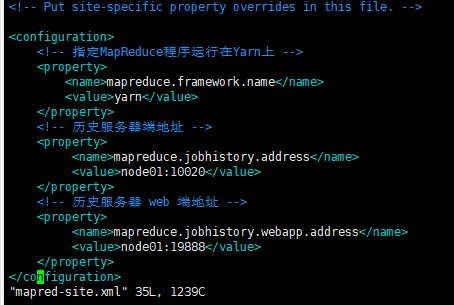 <!-- Put site-specific property overrides in this file. -->
<configuration>
<!-- 指定MapReduce程序运行在Yarn上 -->
<property>
<name>mapreduce.framework.name</name>
<value>yarn</value>
</property>
<!-- 历史服务器端地址 -->
<property>
<name>mapreduce.jobhistory.address</name>
<value>node01:10020</value>
</property>
<!-- 历史服务器 web 端地址 -->
<property>
<name>mapreduce.jobhistory.webapp.address</name>
<value>node01:19888</value>
</property>
</configuration>
"mapred-site.xml" 35L, 1239C